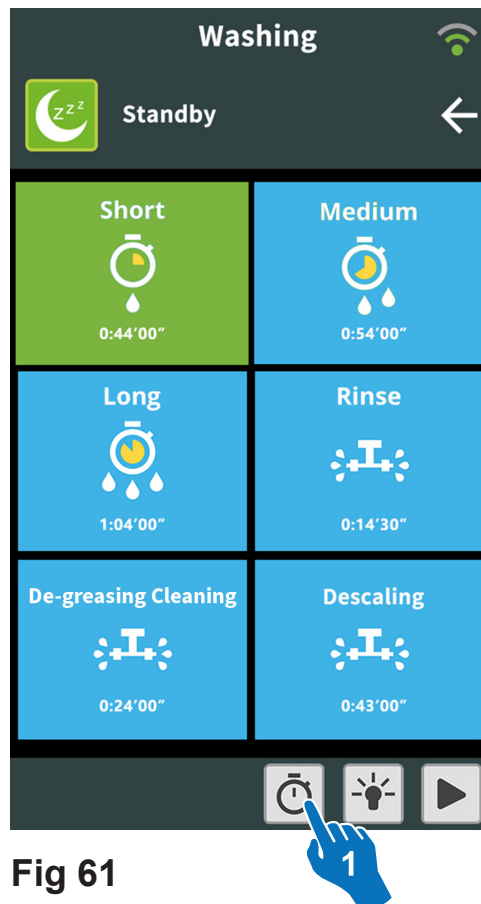 Washing
zzz
Standby
Short
Medium
0:44'00"
0:54'00"
Long
Rinse
1:04'00"
0:14'30"
De-greasing Cleaning
Descaling
0:24'00"
0:43'00"
1
Fig 61